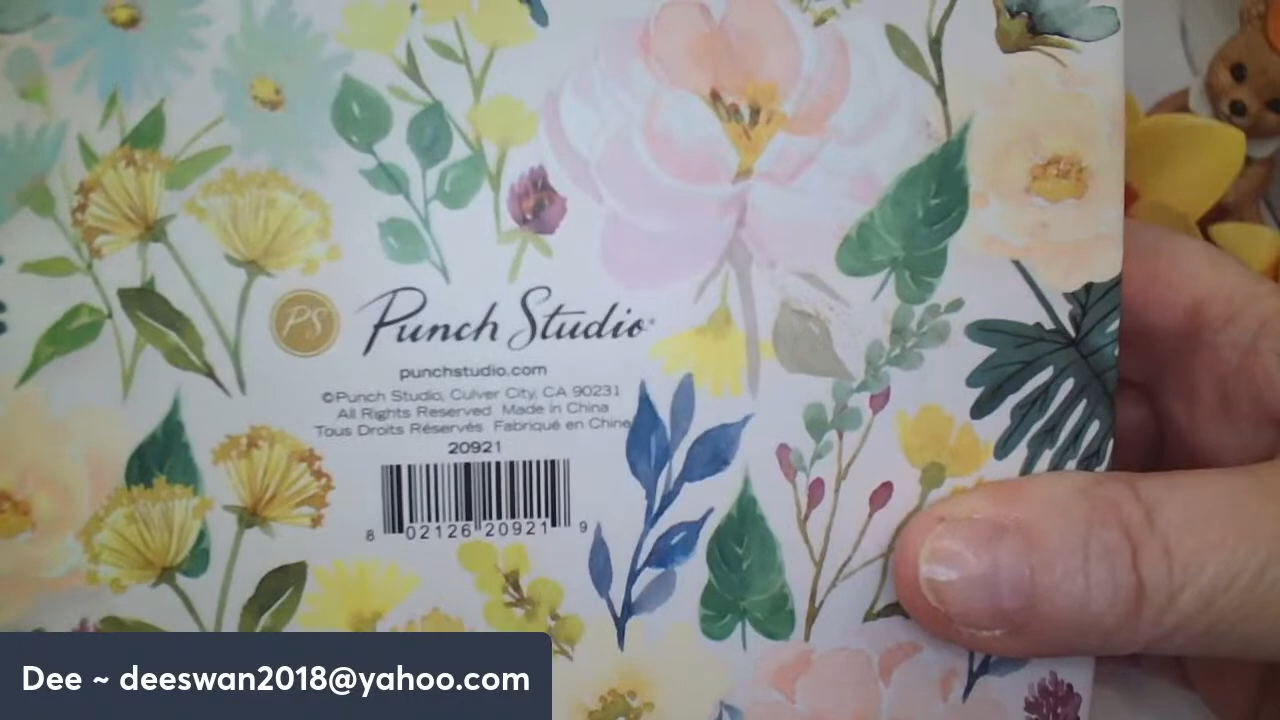 PS
Punch Studio®
punchstudio.com
©Punch Studio, Culver City, CA 90231
All Rights Reserved Made in China
Tous Droits Réservés Fabriqué en Chine
20921
8 02126 20921 9
Dee ~ deeswan2018@yahoo.com